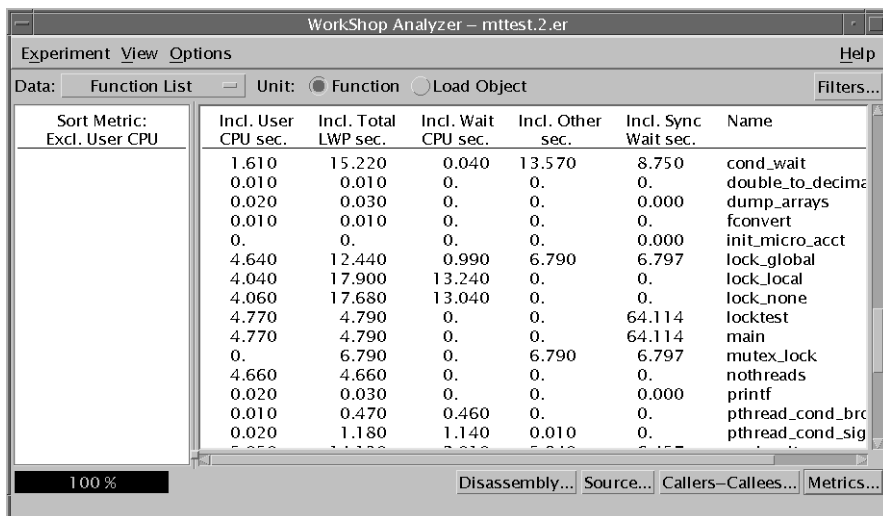 WorkShop Analyzer – mttest.2.er
Experiment View Options Help
Data: Function List Unit: Function Load Object Filters...
Sort Metric:
Excl. User CPU
Incl. User CPU sec. Incl. Total LWP sec. Incl. Wait CPU sec. Incl. Other sec. Incl. Sync Wait sec. Name
1.610 15.220 0.040 13.570 8.750 cond_wait
0.010 0.010 0. 0. 0. double_to_decima
0.020 0.030 0. 0. 0.000 dump_arrays
0.010 0.010 0. 0. 0. fconvert
0. 0. 0. 0. 0.000 init_micro_acct
4.640 12.440 0.990 6.790 6.797 lock_global
4.040 17.900 13.240 0. 0. lock_local
4.060 17.680 13.040 0. 0. lock_none
4.770 4.790 0. 0. 64.114 locktest
4.770 4.790 0. 0. 64.114 main
0. 6.790 0. 6.790 6.797 mutex_lock
4.660 4.660 0. 0. 0. nothreads
0.020 0.030 0. 0. 0.000 printf
0.010 0.470 0.460 0. 0. pthread_cond_bro
0.020 1.180 1.140 0.010 0. pthread_cond_sig
100 % Disassembly... Source... Callers–Callees... Metrics...